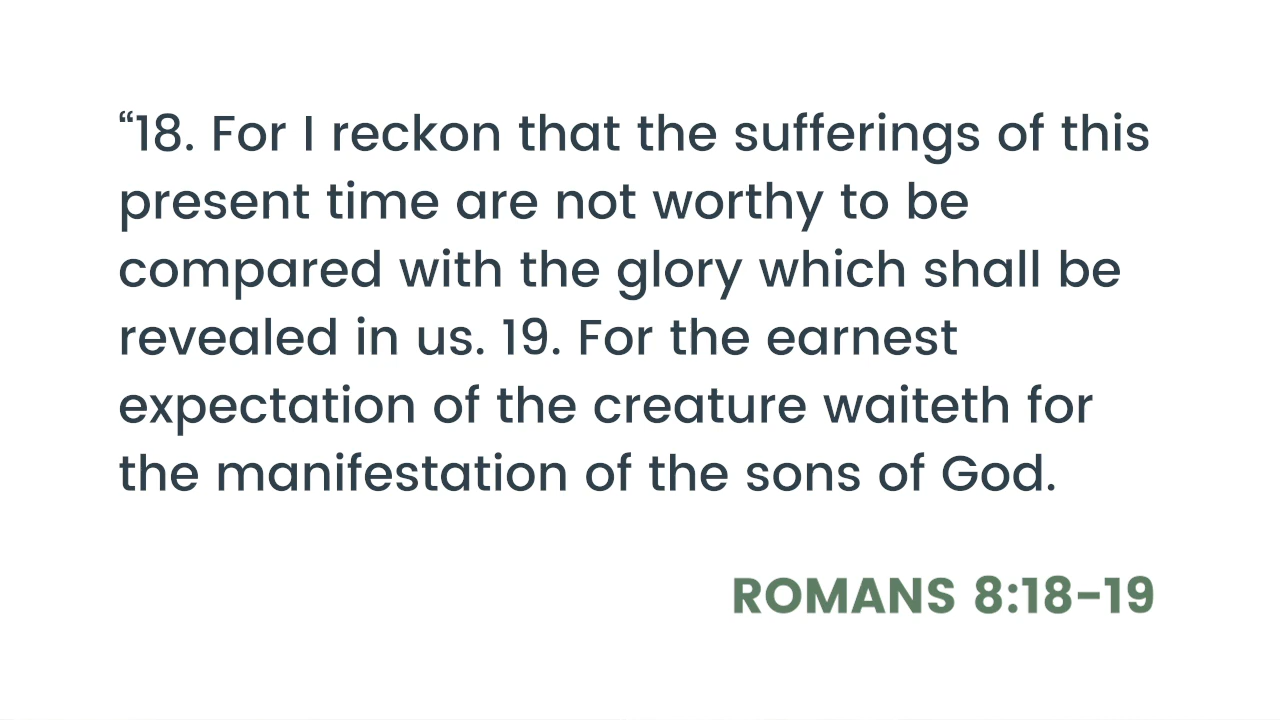 “18. For I reckon that the sufferings of this
present time are not worthy to be
compared with the glory which shall be
revealed in us. 19. For the earnest
expectation of the creature waiteth for
the manifestation of the sons of God.
ROMANS 8:18-19